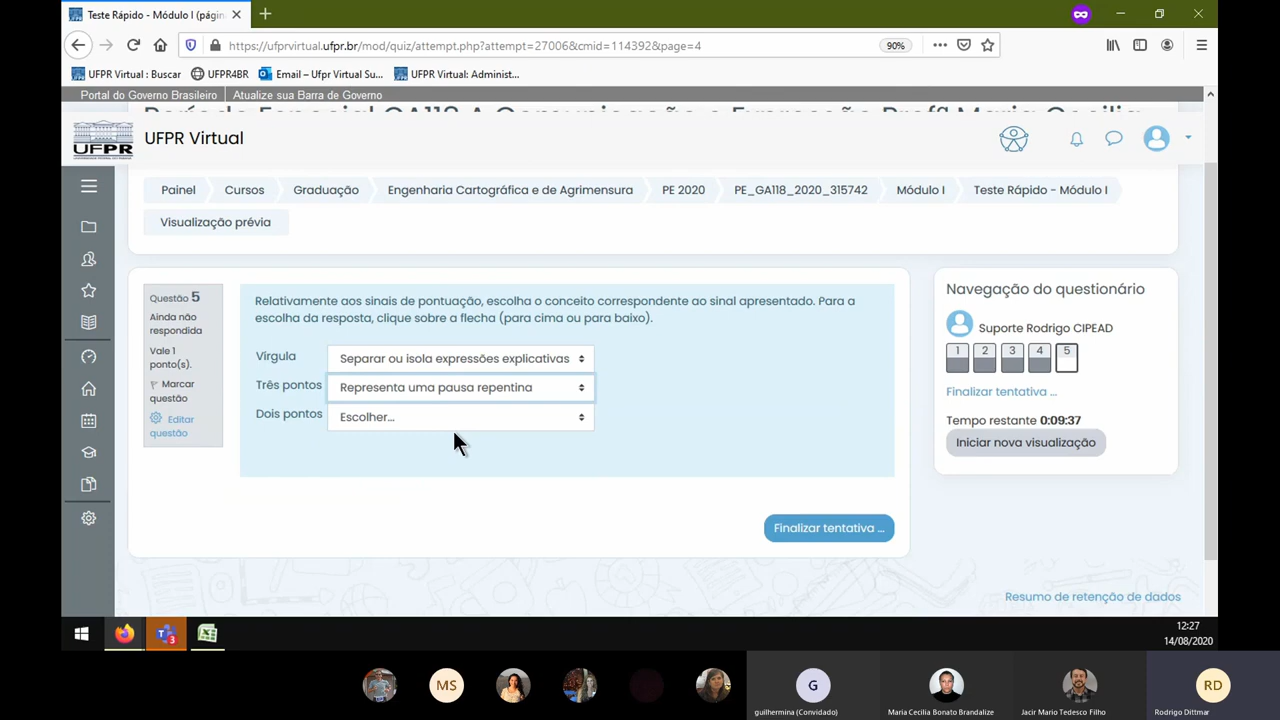 Teste Rápido - Módulo I (págin
https://ufprvirtual.ufpr.br/mod/quiz/attempt.php?attempt=27006&cmid=114392&page=4
90%
UFPR Virtual : Buscar
UFPR4BR
Email – Ufpr Virtual Su...
UFPR Virtual: Administ...
Portal do Governo Brasileiro
Atualize sua Barra de Governo
UFPR
UFPR Virtual
Painel
Cursos
Graduação
Engenharia Cartográfica e de Agrimensura
PE 2020
PE_GA118_2020_315742
Módulo I
Teste Rápido - Módulo I
Visualização prévia
Questão 5
Ainda não
respondida
Vale 1
ponto(s).
Marcar
questão
Editar
questão
Relativamente aos sinais de pontuação, escolha o conceito correspondente ao sinal apresentado. Para a
escolha da resposta, clique sobre a flecha (para cima ou para baixo).
Vírgula
Separar ou isola expressões explicativas
Três pontos
Representa uma pausa repentina
Dois pontos
Escolher...
Finalizar tentativa ...
Navegação do questionário
Suporte Rodrigo CIPEAD
1 2 3 4 5
Finalizar tentativa ...
Tempo restante 0:09:37
Iniciar nova visualização
Resumo de retenção de dados
3
12:27
14/08/2020
MS
G
RD
guilhermina (Convidado)
Maria Cecilia Bonato Brandalize
Jacir Mario Tedesco Filho
Rodrigo Dittmar